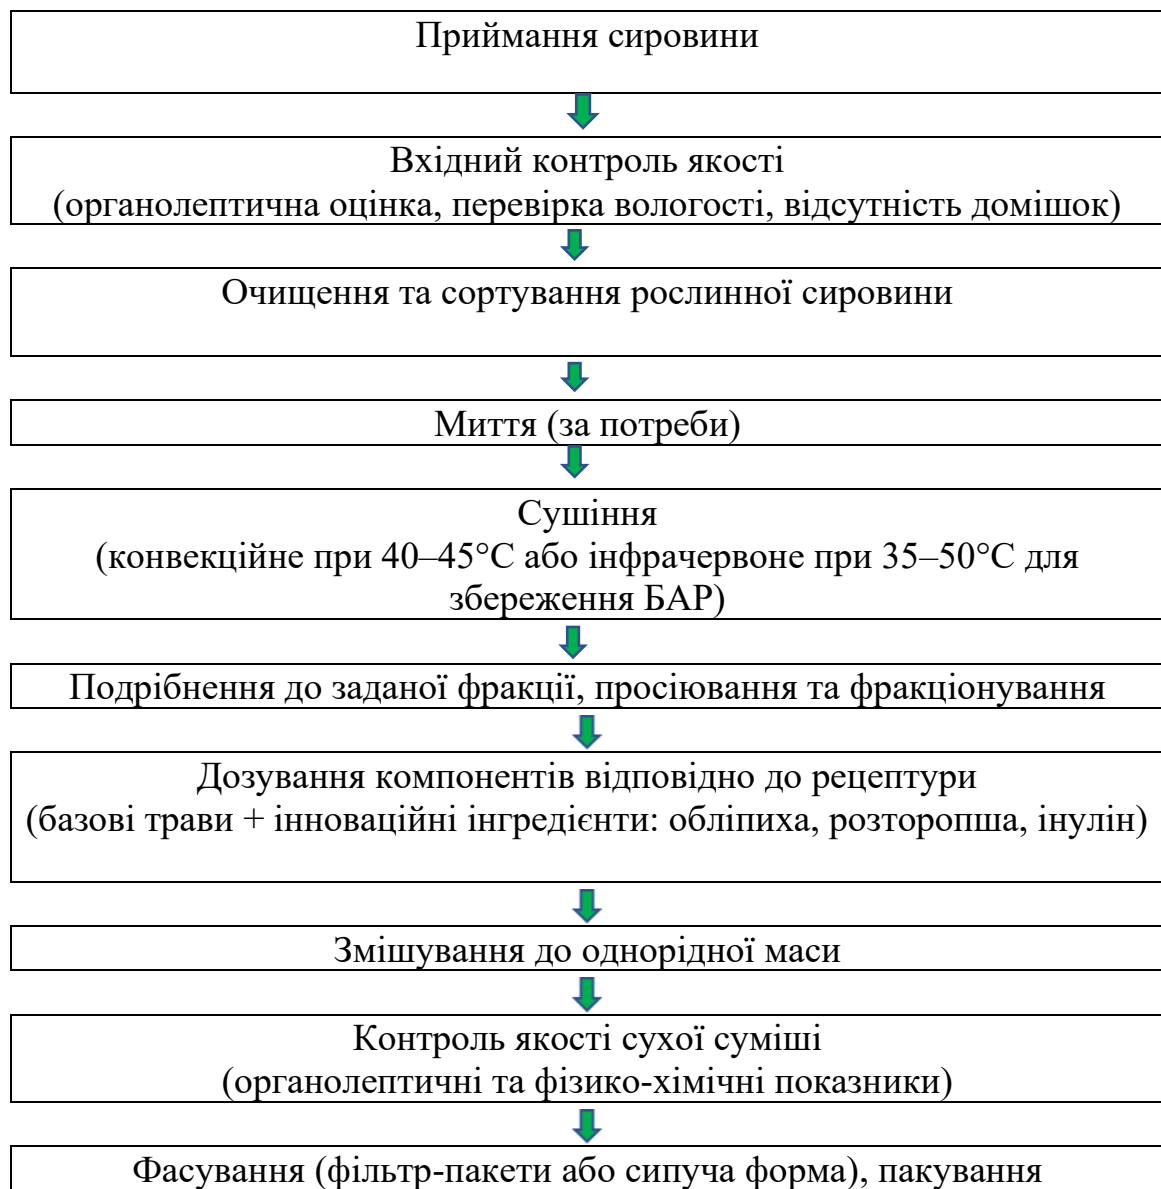 Приймання сировини
Вхідний контроль якості
(органолептична оцінка, перевірка вологості, відсутність домішок)
Очищення та сортування рослинної сировини
Миття (за потреби)
Сушіння
(конвекційне при 40–45°C або інфрачервоне при 35–50°C для
збереження БАР)
Подрібнення до заданої фракції, просіювання та фракціонування
Дозування компонентів відповідно до рецептури
(базові трави + інноваційні інгредієнти: обліпиха, розторопша, інулін)
Змішування до однорідної маси
Контроль якості сухої суміші
(органолептичні та фізико-хімічні показники)
Фасування (фільтр-пакети або сипуча форма), пакування